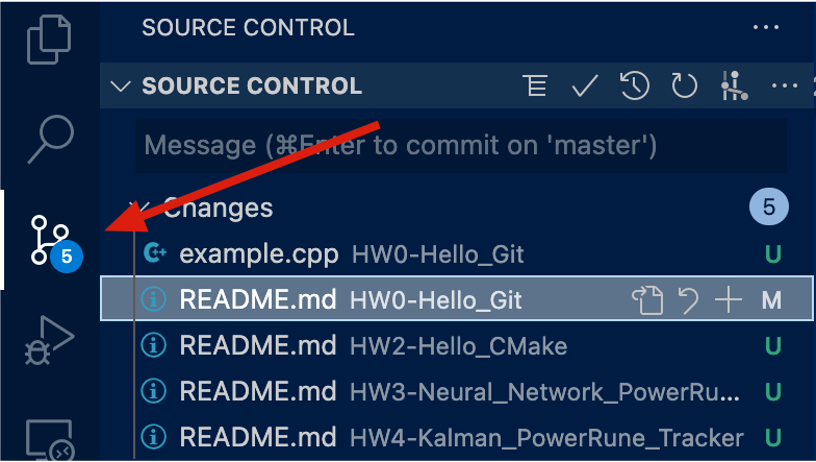 SOURCE CONTROL
SOURCE CONTROL
Message (⌘Enter to commit on 'master')
Changes 5
5
example.cpp HW0-Hello_Git U
README.md HW0-Hello_Git M
README.md HW2-Hello_CMake U
README.md HW3-Neural_Network_PowerRu... U
README.md HW4-Kalman_PowerRune_Tracker U